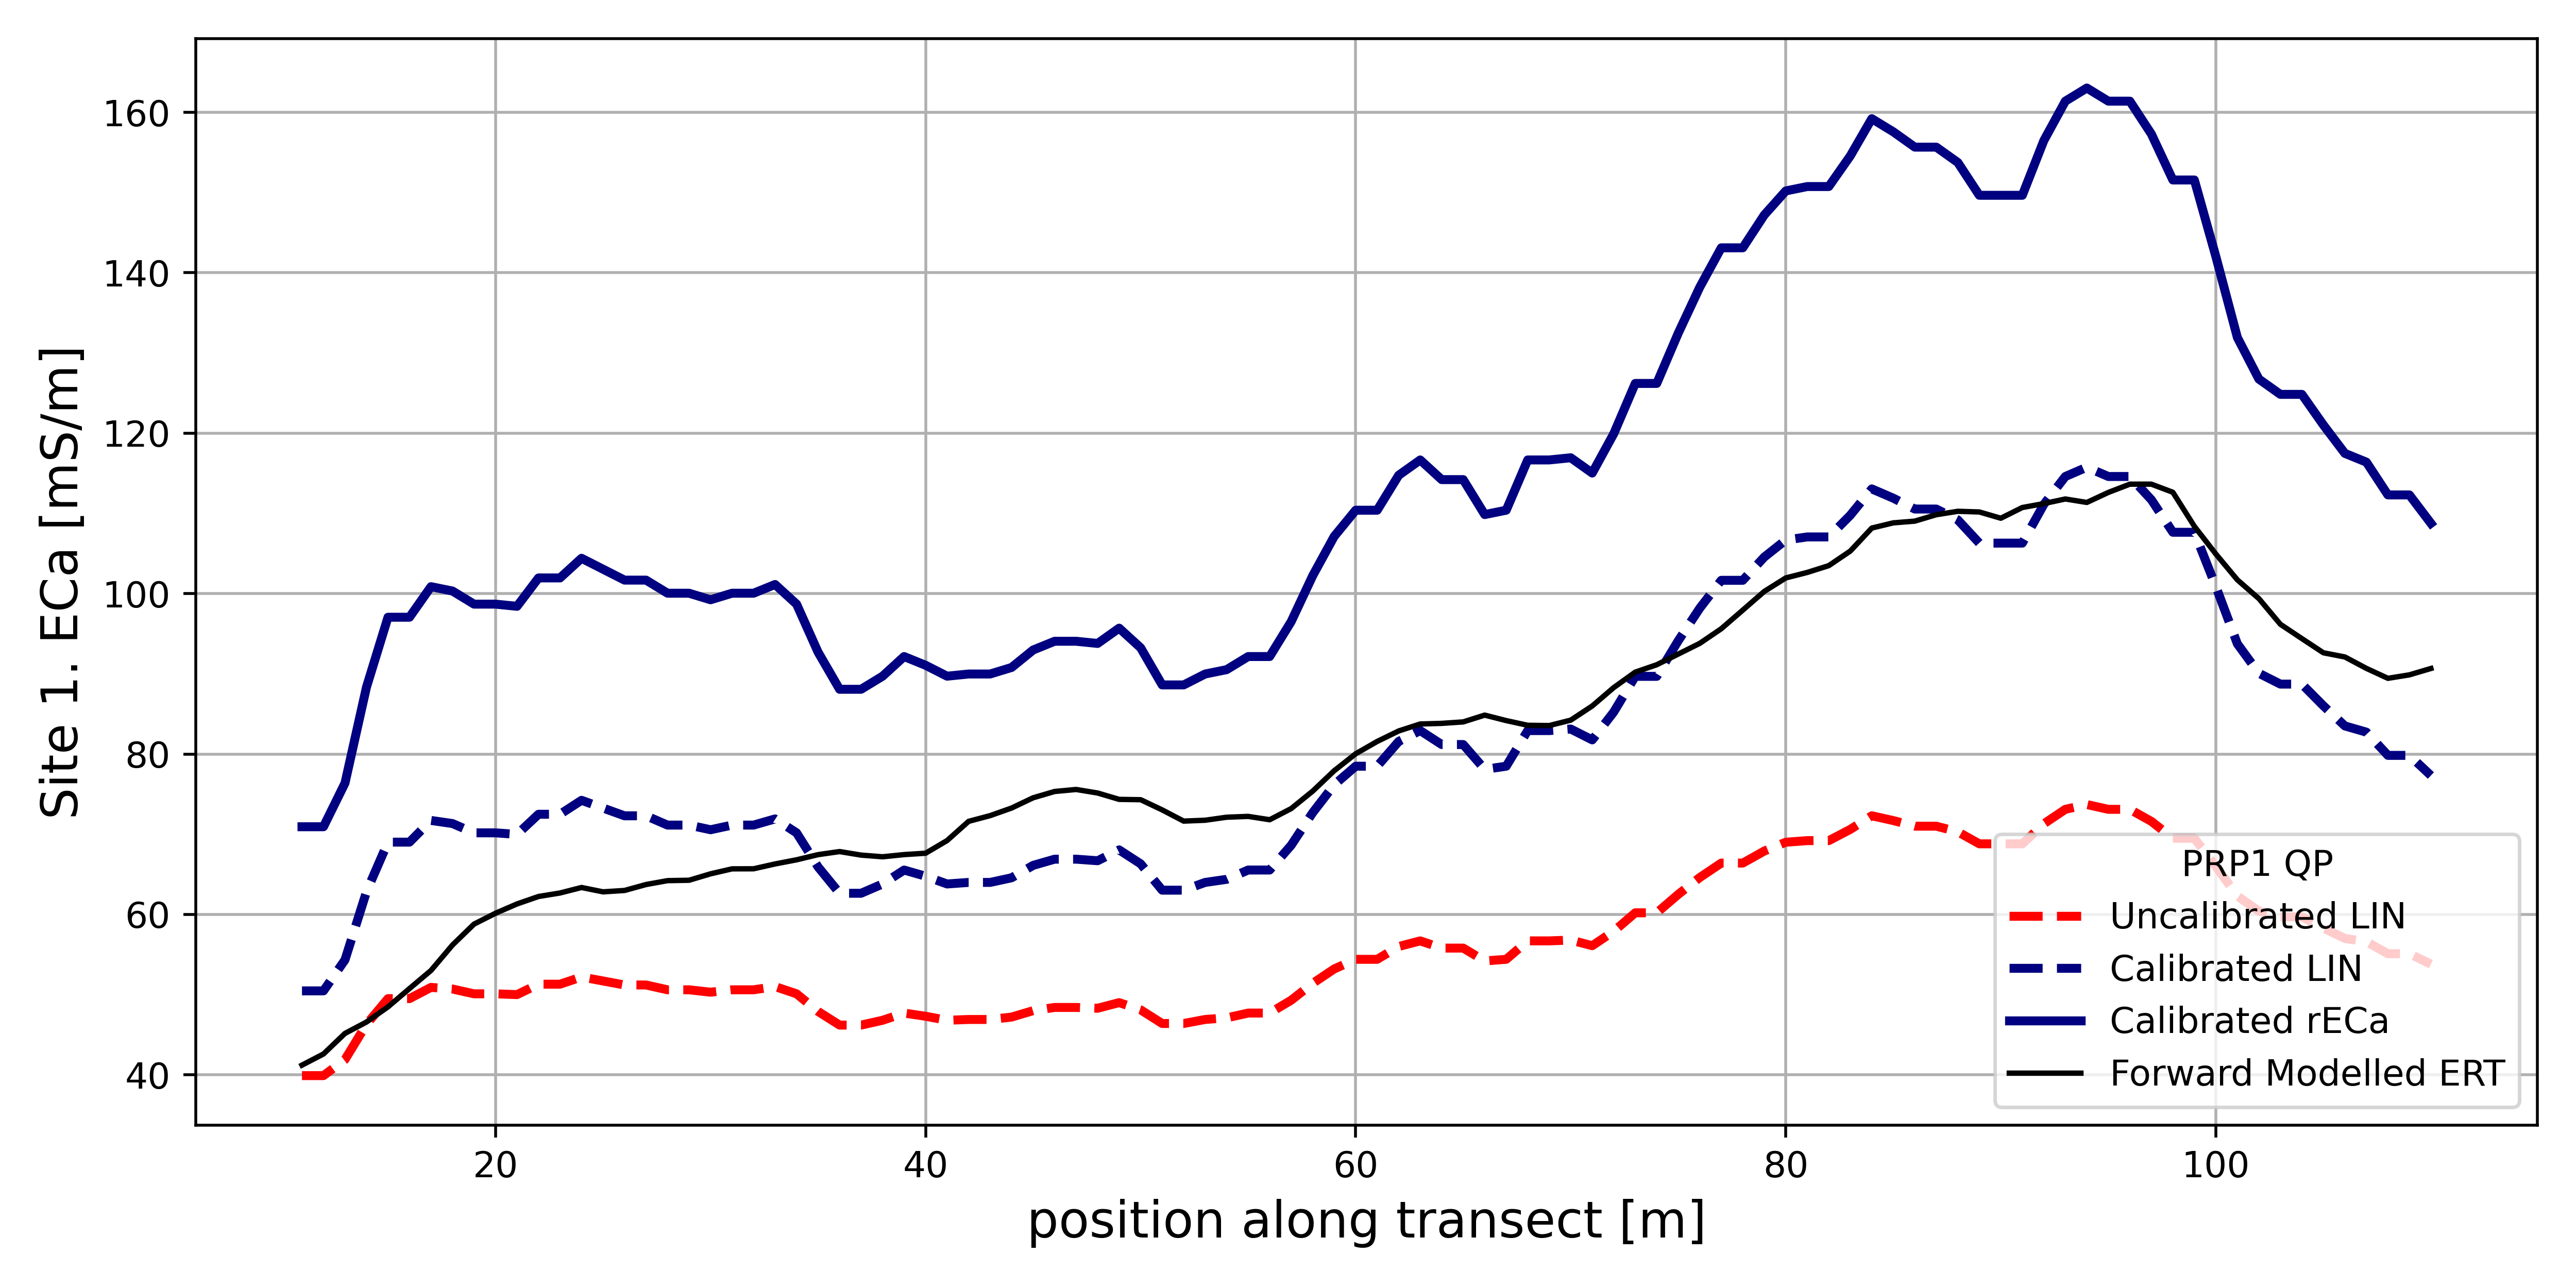 160
140
120
100
80
60
40
Site 1. ECa [mS/m]
20
40
60
80
100
position along transect [m]
PRP1 QP
Uncalibrated LIN
Calibrated LIN
Calibrated rECa
Forward Modelled ERT